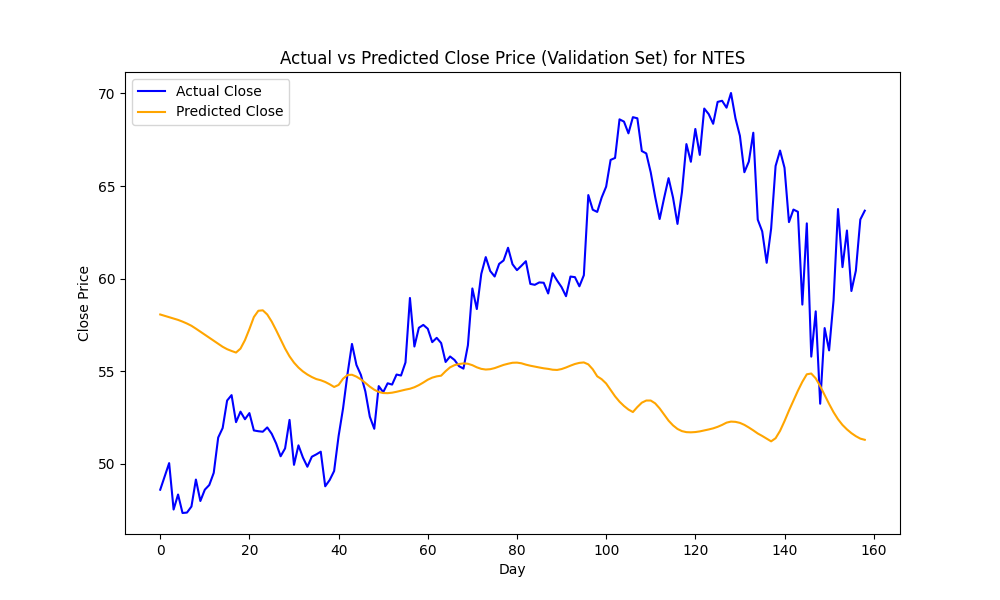 Actual vs Predicted Close Price (Validation Set) for NTES
Actual Close
Predicted Close
70
65
60
55
50
Close Price
0 20 40 60 80 100 120 140 160
Day